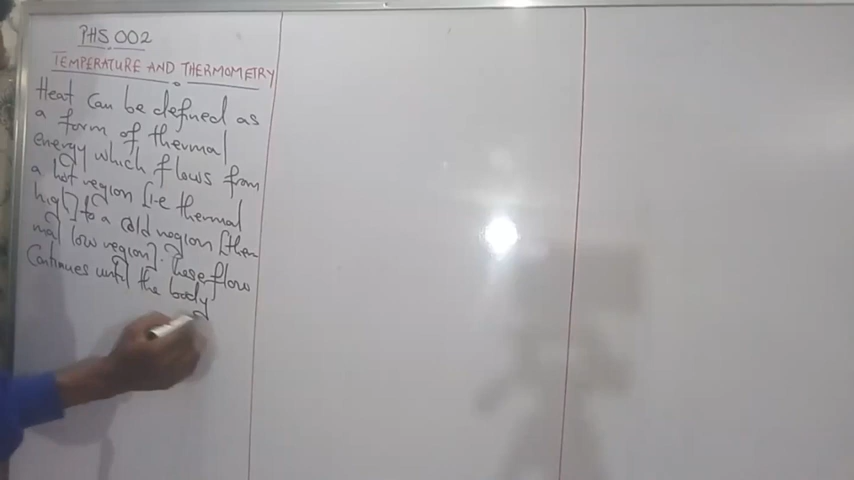 PHS 002
TEMPERATURE AND THERMOMETRY
Heat can be defined as
a form of thermal
energy which flows from
a hot region [i.e thermal
high] to a cold region [ther
mal low region]. These flow
Continues until the body